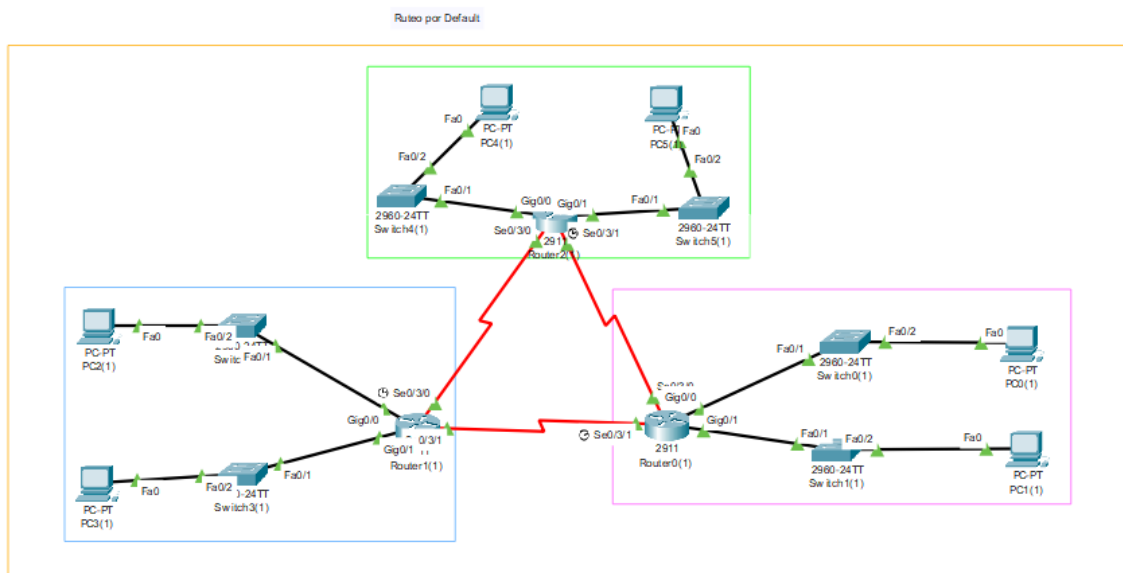 Ruteo por Default
Fa0
PC-PT
PC4(1)
Fa0/2
Fa0/1
2960-24TT
Switch4(1)
Gig0/0
Gig0/1
Se0/3/0
Se0/3/1
Router2(1)
Fa0
Fa0/2
Fa0/1
2960-24TT
Switch5(1)
PC-PT
PC2(1)
Fa0
Fa0/2
Fa0/1
Se0/3/0
Gig0/0
Gig0/1
Router1(1)
Fa0/1
Fa0/2
Switch3(1)
Fa0
PC-PT
PC3(1)
Se0/3/1
Gig0/0
Gig0/1
2911
Router0(1)
Fa0/1
Fa0/2
2960-24TT
Switch0(1)
Fa0
PC-PT
PC0(1)
Fa0/1
Fa0/2
2960-24TT
Switch1(1)
Fa0
PC-PT
PC1(1)